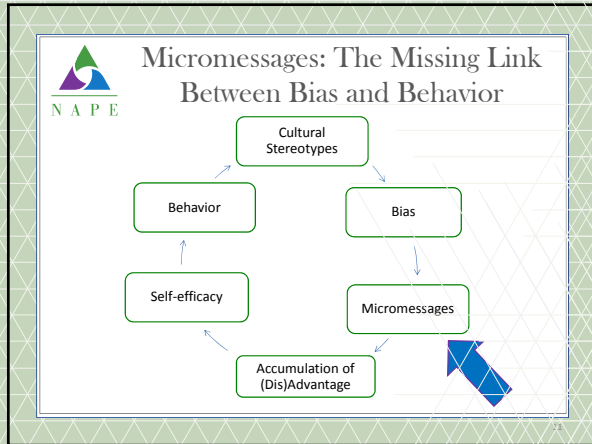 Micromessages: The Missing Link
Between Bias and Behavior
N A P E
Cultural
Stereotypes
Bias
Micromessages
Accumulation of
(Dis)Advantage
Self-efficacy
Behavior